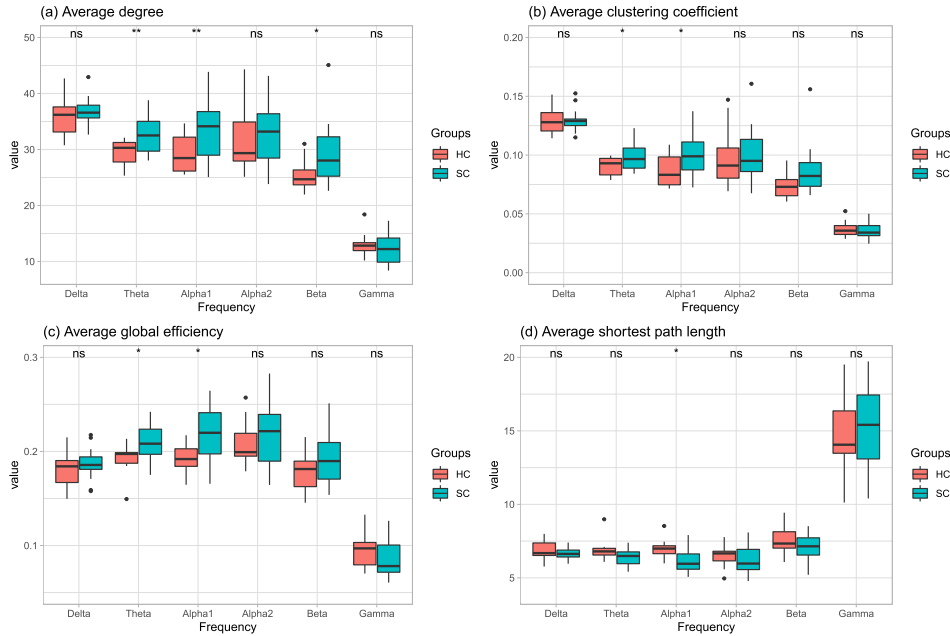 (a) Average degree
ns ** ** ns * ns
50
40
30
20
10
value
Delta Theta Alpha1 Alpha2 Beta Gamma
Frequency
Groups
HC
SC
(b) Average clustering coefficient
ns * * ns ns ns
0.20
0.15
0.10
0.05
0.00
value
Delta Theta Alpha1 Alpha2 Beta Gamma
Frequency
Groups
HC
SC
(c) Average global efficiency
ns * * ns ns ns
0.3
0.2
0.1
value
Delta Theta Alpha1 Alpha2 Beta Gamma
Frequency
Groups
HC
SC
(d) Average shortest path length
ns ns * ns ns ns
20
15
10
5
value
Delta Theta Alpha1 Alpha2 Beta Gamma
Frequency
Groups
HC
SC